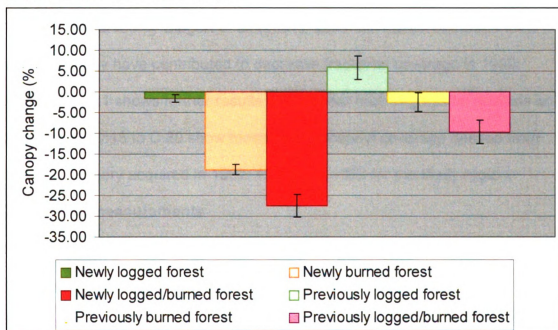 15.00
10.00
5.00
0.00
-5.00
-10.00
-15.00
-20.00
-25.00
-30.00
-35.00
Canopy change (%
Newly logged forest
Newly burned forest
Newly logged/burned forest
Previously logged forest
Previously burned forest
Previously logged/burned forest